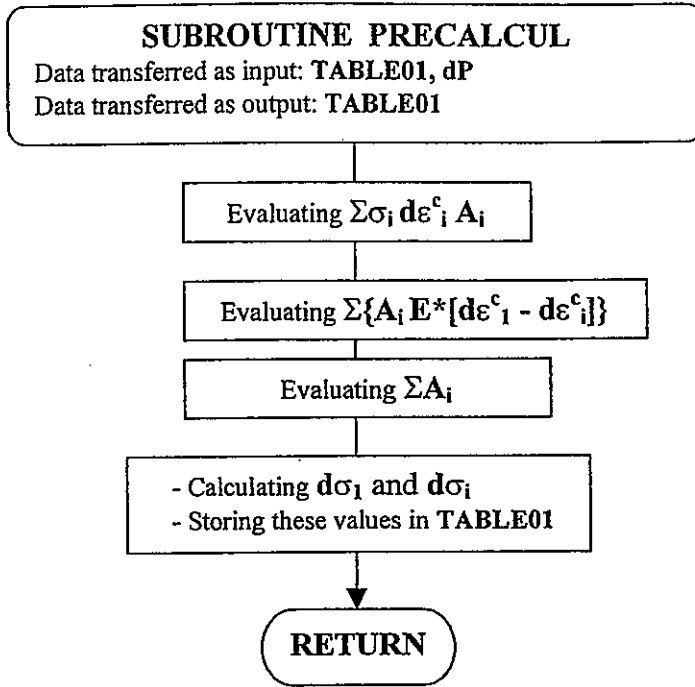 SUBROUTINE PRECALCUL
Data transferred as input: TABLE01, dP
Data transferred as output: TABLE01
Evaluating Σσᵢ dεᶜᵢ Aᵢ
Evaluating Σ{Aᵢ E*[dεᶜ₁ - dεᶜᵢ]}
Evaluating ΣAᵢ
- Calculating dσ₁ and dσᵢ
- Storing these values in TABLE01
RETURN